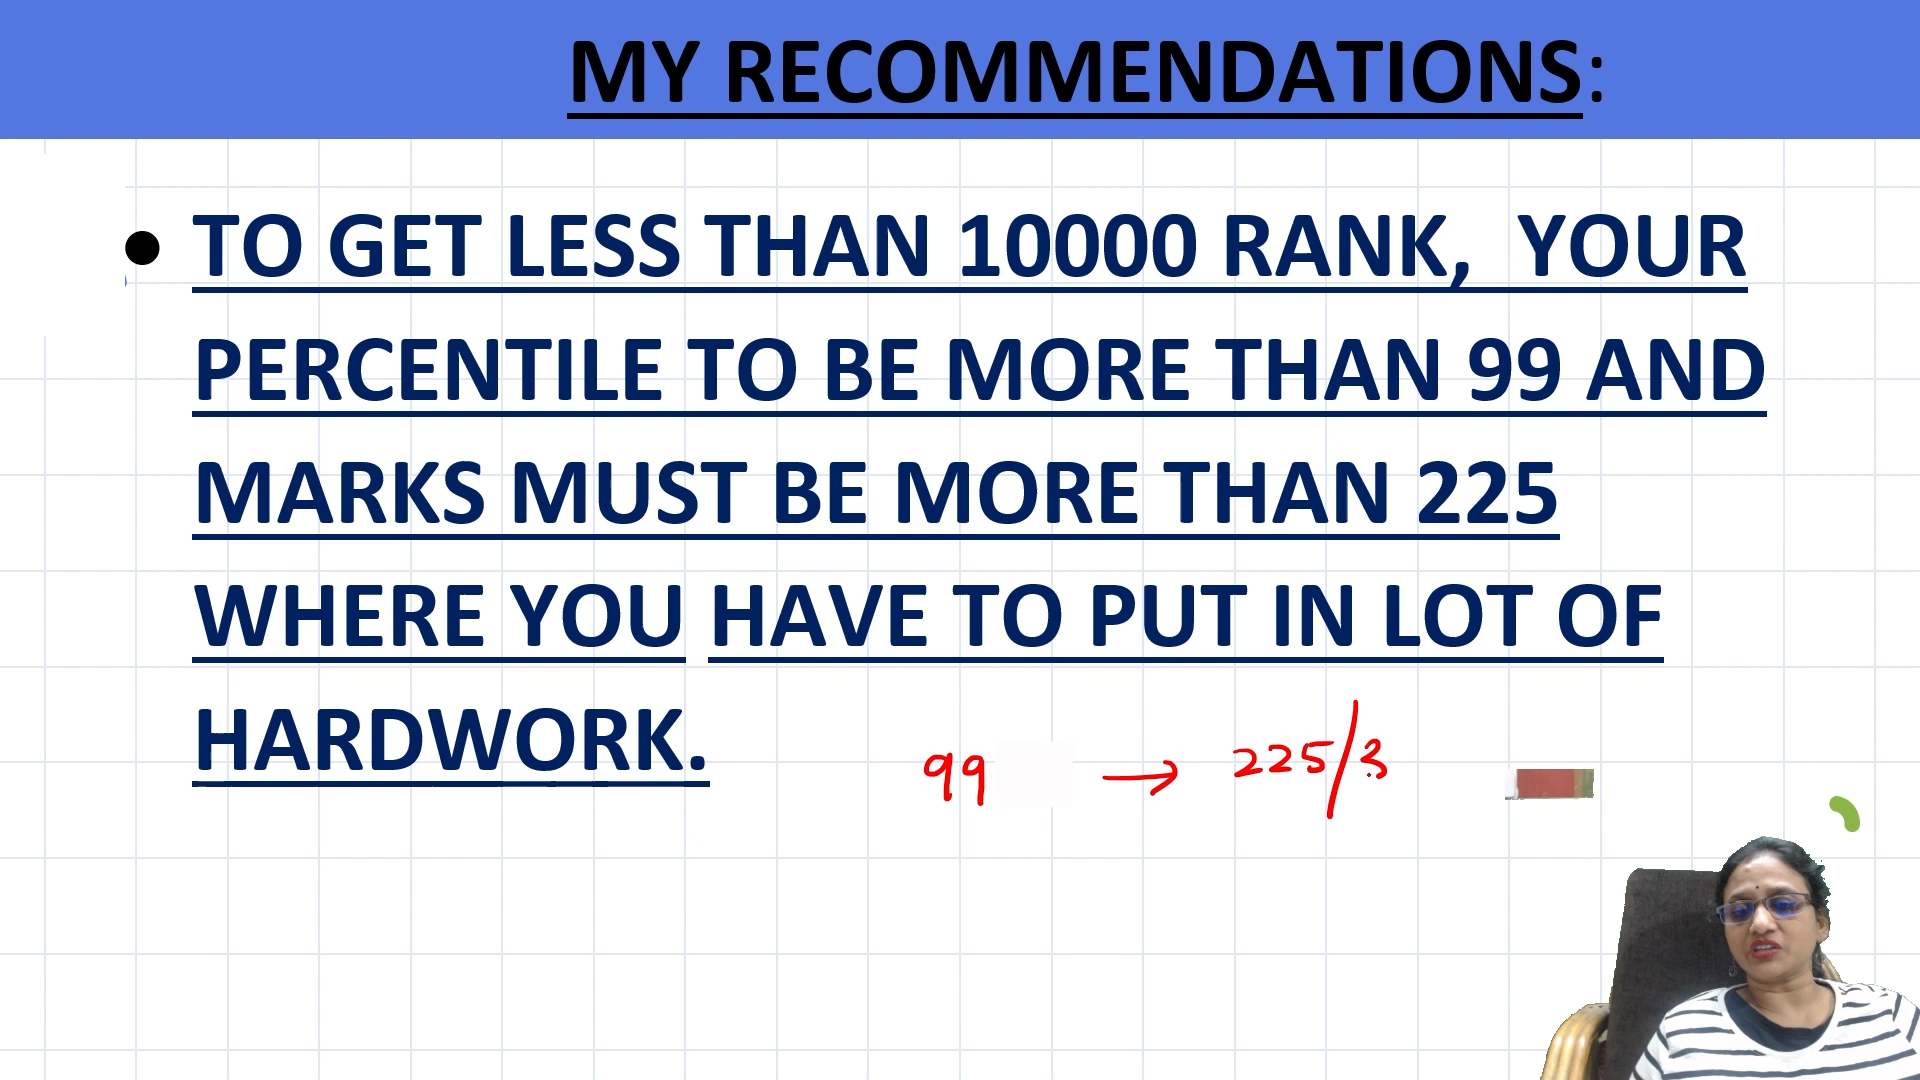 MY RECOMMENDATIONS:
• TO GET LESS THAN 10000 RANK, YOUR
PERCENTILE TO BE MORE THAN 99 AND
MARKS MUST BE MORE THAN 225
WHERE YOU HAVE TO PUT IN LOT OF
HARDWORK.
99 → 225/3